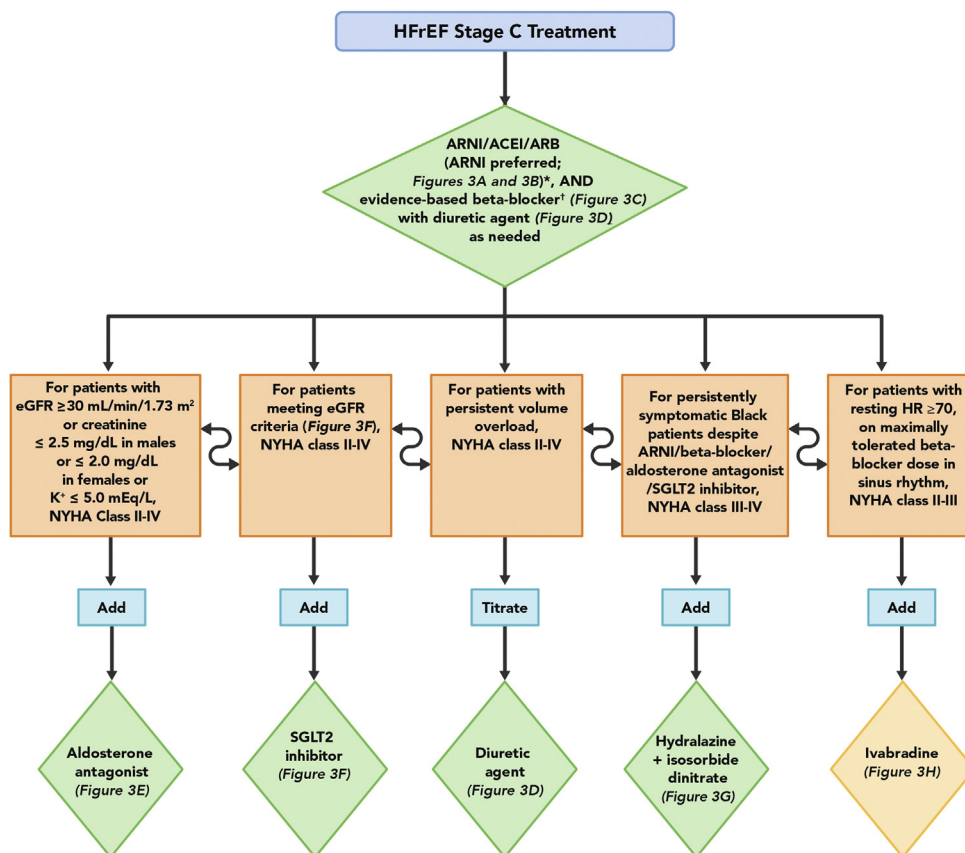 HFrEF Stage C Treatment
ARNI/ACEI/ARB
(ARNI preferred;
Figures 3A and 3B)*, AND
evidence-based beta-blocker† (Figure 3C)
with diuretic agent (Figure 3D)
as needed
For patients with
eGFR ≥30 mL/min/1.73 m²
or creatinine
≤ 2.5 mg/dL in males
or ≤ 2.0 mg/dL
in females or
K⁺ ≤ 5.0 mEq/L,
NYHA Class II-IV
For patients
meeting eGFR
criteria (Figure 3F),
NYHA class II-IV
For patients with
persistent volume
overload,
NYHA class II-IV
For persistently
symptomatic Black
patients despite
ARNI/beta-blocker/
aldosterone antagonist
/SGLT2 inhibitor,
NYHA class III-IV
For patients with
resting HR ≥70,
on maximally
tolerated beta-
blocker dose in
sinus rhythm,
NYHA class II-III
Add
Add
Titrate
Add
Add
Aldosterone
antagonist
(Figure 3E)
SGLT2
inhibitor
(Figure 3F)
Diuretic
agent
(Figure 3D)
Hydralazine
+ isosorbide
dinitrate
(Figure 3G)
Ivabradine
(Figure 3H)